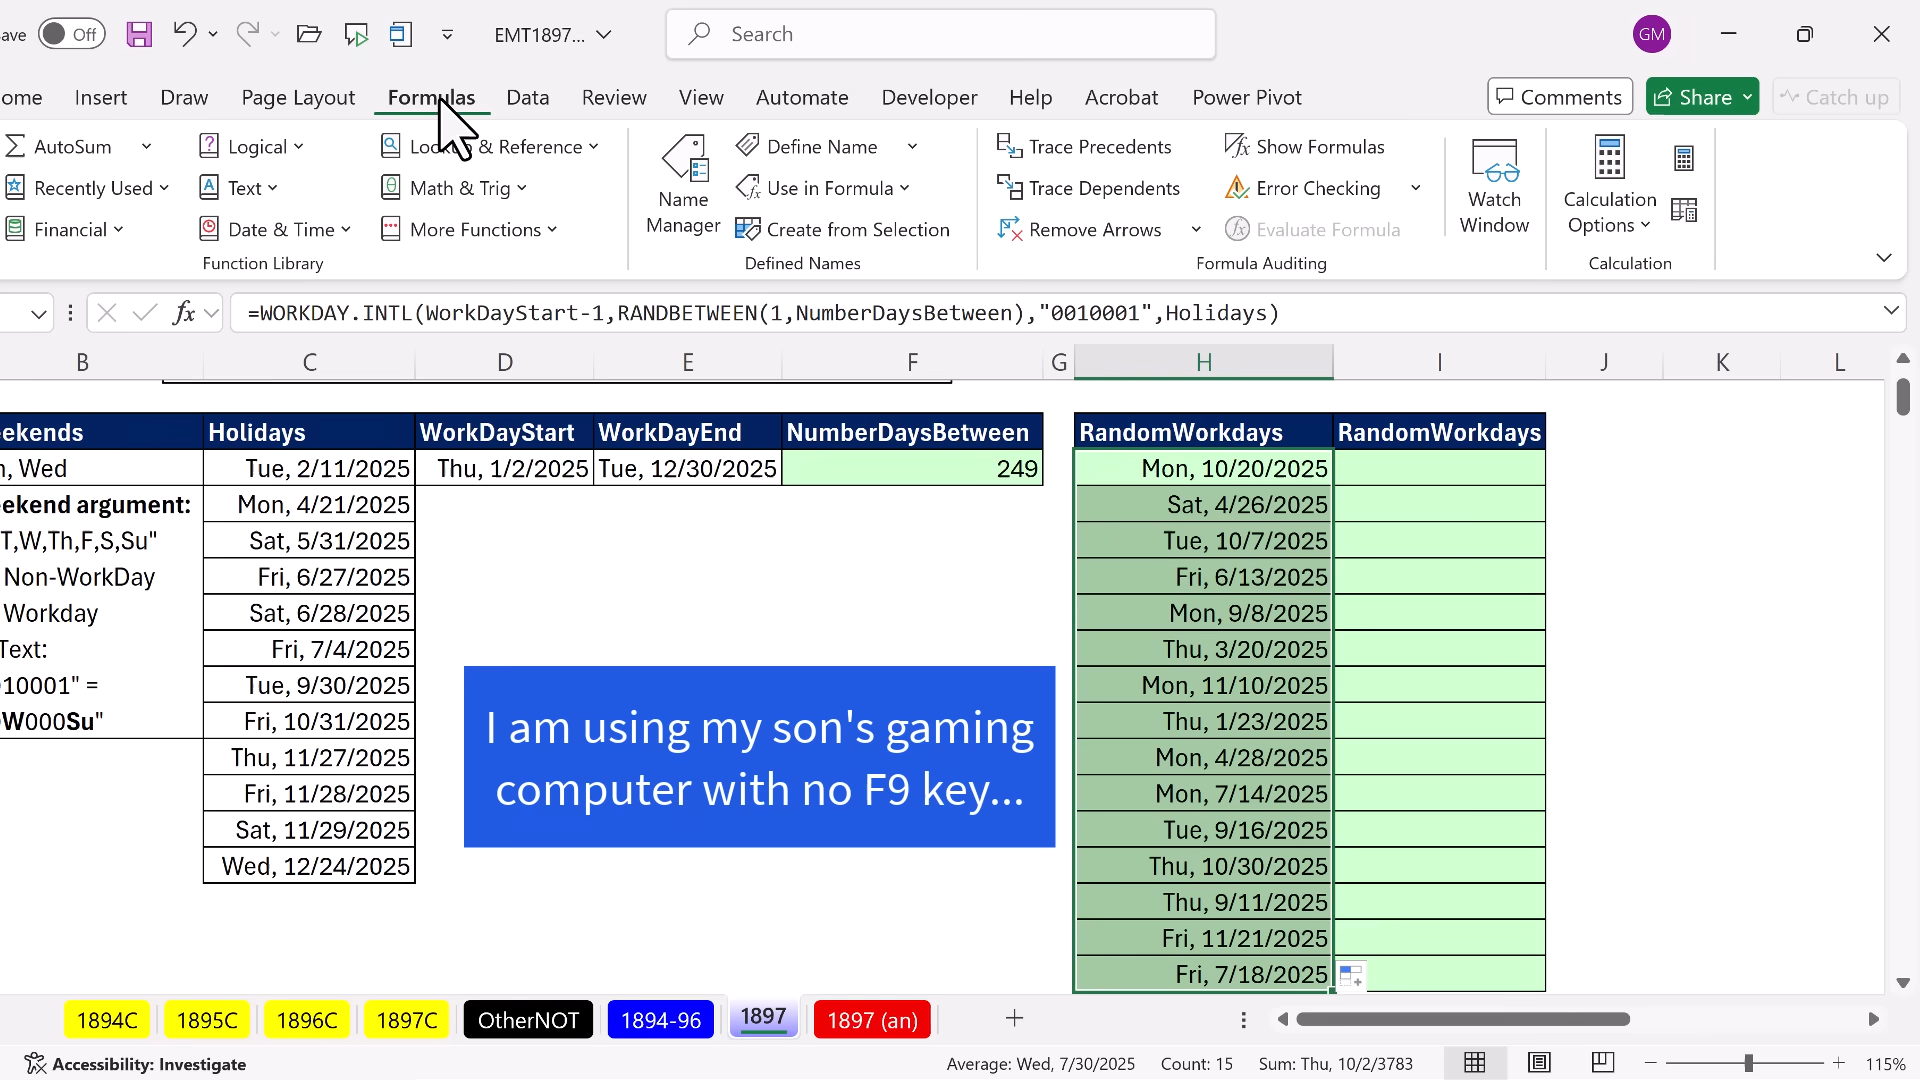 ave Off EMT1897... Search GM
ome Insert Draw Page Layout Formulas Data Review View Automate Developer Help Acrobat Power Pivot Comments Share Catch up
AutoSum Logical & Reference Define Name Trace Precedents Show Formulas
Recently Used Text Math & Trig Use in Formula Trace Dependents Error Checking
Name Manager Watch Window Calculation Options
Financial Date & Time More Functions Create from Selection Remove Arrows Evaluate Formula
Function Library Defined Names Formula Auditing Calculation
fx =WORKDAY.INTL(WorkDayStart-1,RANDBETWEEN(1,NumberDaysBetween),"0010001",Holidays)
B C D E F G H I J K L
ekends Holidays WorkDayStart WorkDayEnd NumberDaysBetween RandomWorkdays RandomWorkdays
, Wed Tue, 2/11/2025 Thu, 1/2/2025 Tue, 12/30/2025 249 Mon, 10/20/2025
ekend argument: Mon, 4/21/2025 Sat, 4/26/2025
T,W,Th,F,S,Su" Sat, 5/31/2025 Tue, 10/7/2025
Non-WorkDay Fri, 6/27/2025 Fri, 6/13/2025
Workday Sat, 6/28/2025 Mon, 9/8/2025
Text: Fri, 7/4/2025 Thu, 3/20/2025
10001" = Tue, 9/30/2025 Mon, 11/10/2025
W000Su" Fri, 10/31/2025 Thu, 1/23/2025
Thu, 11/27/2025 Mon, 4/28/2025
Fri, 11/28/2025 Mon, 7/14/2025
Sat, 11/29/2025 Tue, 9/16/2025
Wed, 12/24/2025 Thu, 10/30/2025
Thu, 9/11/2025
Fri, 11/21/2025
Fri, 7/18/2025
I am using my son's gaming
computer with no F9 key...
1894C 1895C 1896C 1897C OtherNOT 1894-96 1897 1897 (an)
Accessibility: Investigate Average: Wed, 7/30/2025 Count: 15 Sum: Thu, 10/2/3783 115%